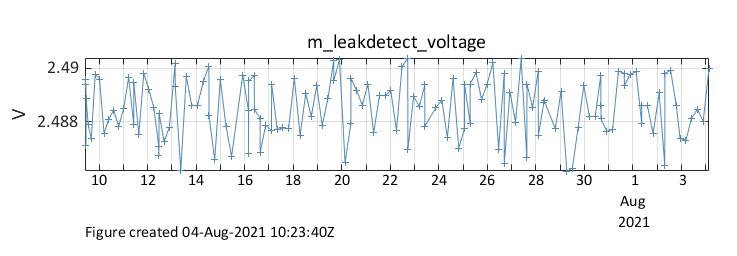 m_leakdetect_voltage
2.49
2.488
V
10 12 14 16 18 20 22 24 26 28 30 1 3
Aug
2021
Figure created 04-Aug-2021 10:23:40Z